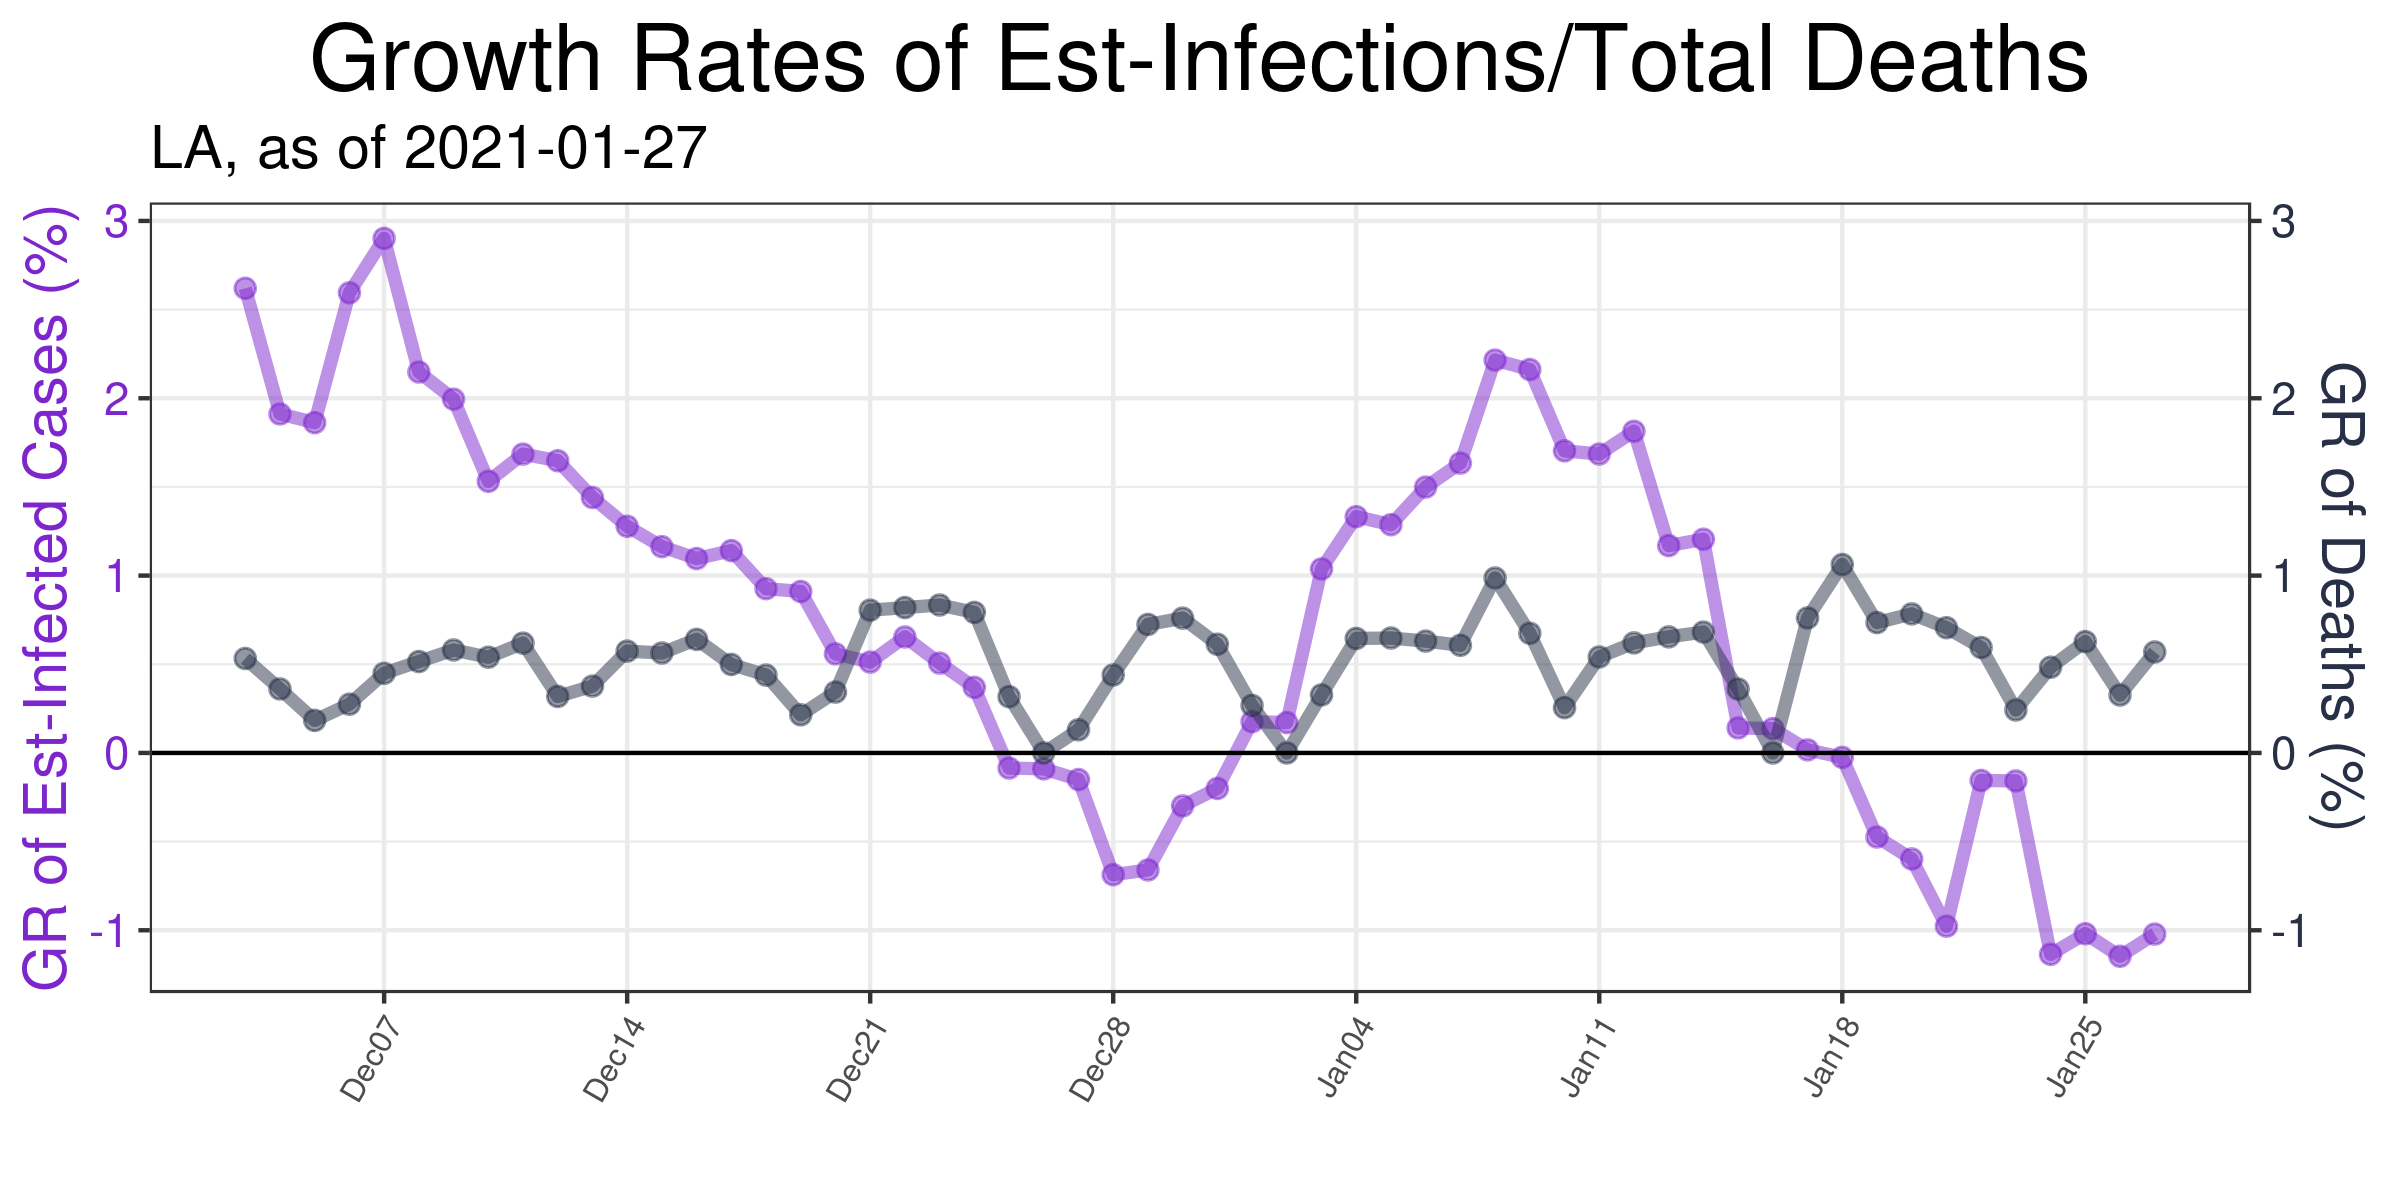 Growth Rates of Est-Infections/Total Deaths
LA, as of 2021-01-27
GR of Est-Infected Cases (%)
3
2
1
0
-1
3
2
1
0
-1
GR of Deaths (%)
Dec07
Dec14
Dec21
Dec28
Jan04
Jan11
Jan18
Jan25